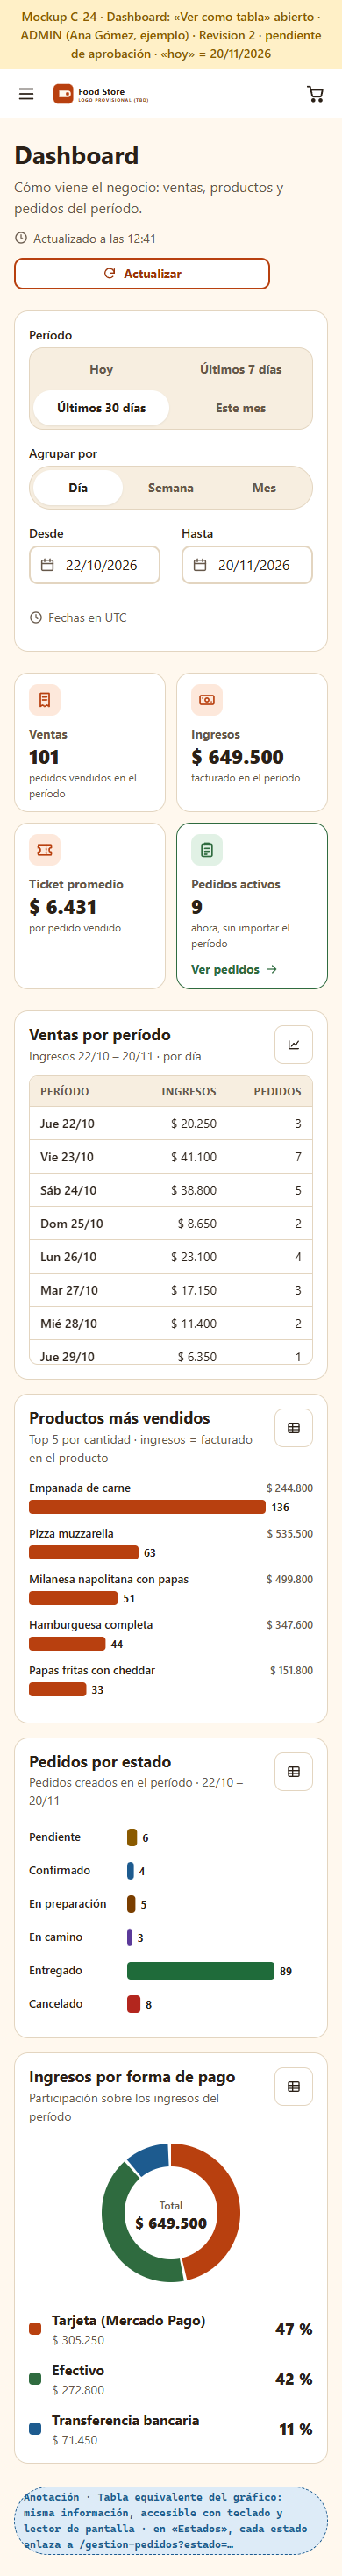 Mockup C-24 · Dashboard: «Ver como tabla» abierto ·
ADMIN (Ana Gómez, ejemplo) · Revision 2 · pendiente
de aprobación · «hoy» = 20/11/2026
Food Store
LOGO PROVISIONAL (TBD)
Dashboard
Cómo viene el negocio: ventas, productos y
pedidos del período.
Actualizado a las 12:41
Actualizar
Período
Hoy Últimos 7 días
Últimos 30 días Este mes
Agrupar por
Día Semana Mes
Desde Hasta
22/10/2026 20/11/2026
Fechas en UTC
Ventas Ingresos
101 $ 649.500
pedidos vendidos en el facturado en el período
período
Ticket promedio Pedidos activos
$ 6.431 9
por pedido vendido ahora, sin importar el
período
Ver pedidos →
Ventas por período
Ingresos 22/10 – 20/11 · por día
PERÍODO INGRESOS PEDIDOS
Jue 22/10 $ 20.250 3
Vie 23/10 $ 41.100 7
Sáb 24/10 $ 38.800 5
Dom 25/10 $ 8.650 2
Lun 26/10 $ 23.100 4
Mar 27/10 $ 17.150 3
Mié 28/10 $ 11.400 2
Jue 29/10 $ 6.350 1
Productos más vendidos
Top 5 por cantidad · ingresos = facturado
en el producto
Empanada de carne $ 244.800
136
Pizza muzzarella $ 535.500
63
Milanesa napolitana con papas $ 499.800
51
Hamburguesa completa $ 347.600
44
Papas fritas con cheddar $ 151.800
33
Pedidos por estado
Pedidos creados en el período · 22/10 –
20/11
Pendiente 6
Confirmado 4
En preparación 5
En camino 3
Entregado 89
Cancelado 8
Ingresos por forma de pago
Participación sobre los ingresos del
período
Total
$ 649.500
Tarjeta (Mercado Pago) 47 %
$ 305.250
Efectivo 42 %
$ 272.800
Transferencia bancaria 11 %
$ 71.450
Anotación · Tabla equivalente del gráfico:
misma información, accesible con teclado y
lector de pantalla · en «Estados», cada estado
enlaza a /gestion-pedidos?estado=…